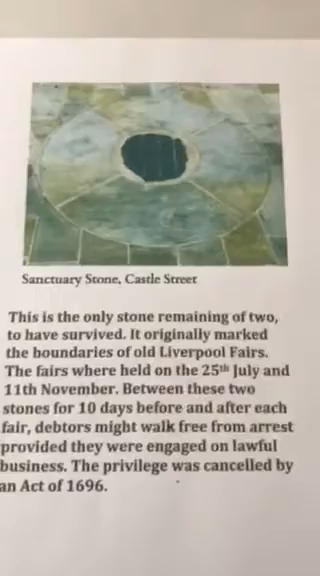 Sanctuary Stone, Castle Street
This is the only stone remaining of two,
to have survived. It originally marked
the boundaries of old Liverpool Fairs.
The fairs where held on the 25th July and
11th November. Between these two
stones for 10 days before and after each
fair, debtors might walk free from arrest
provided they were engaged on lawful
business. The privilege was cancelled by
an Act of 1696.